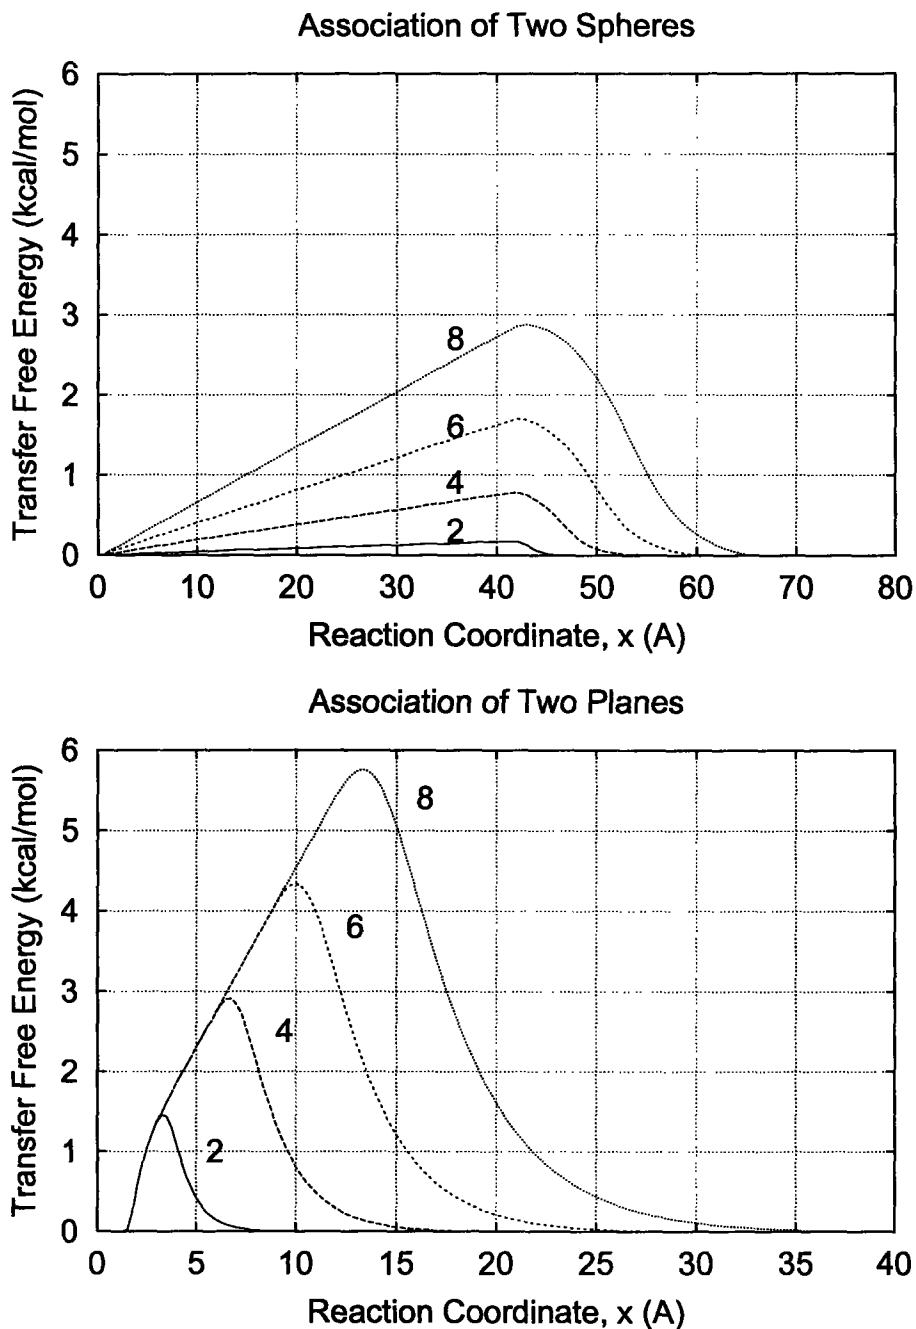 Association of Two Spheres
Transfer Free Energy (kcal/mol)
6
5
4
3
2
1
0
8
6
4
2
0 10 20 30 40 50 60 70 80
Reaction Coordinate, x (A)
Association of Two Planes
Transfer Free Energy (kcal/mol)
6
5
4
3
2
1
0
8
6
4
2
0 5 10 15 20 25 30 35 40
Reaction Coordinate, x (A)